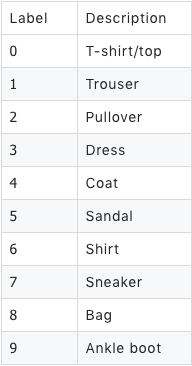 Label Description
0 T-shirt/top
1 Trouser
2 Pullover
3 Dress
4 Coat
5 Sandal
6 Shirt
7 Sneaker
8 Bag
9 Ankle boot